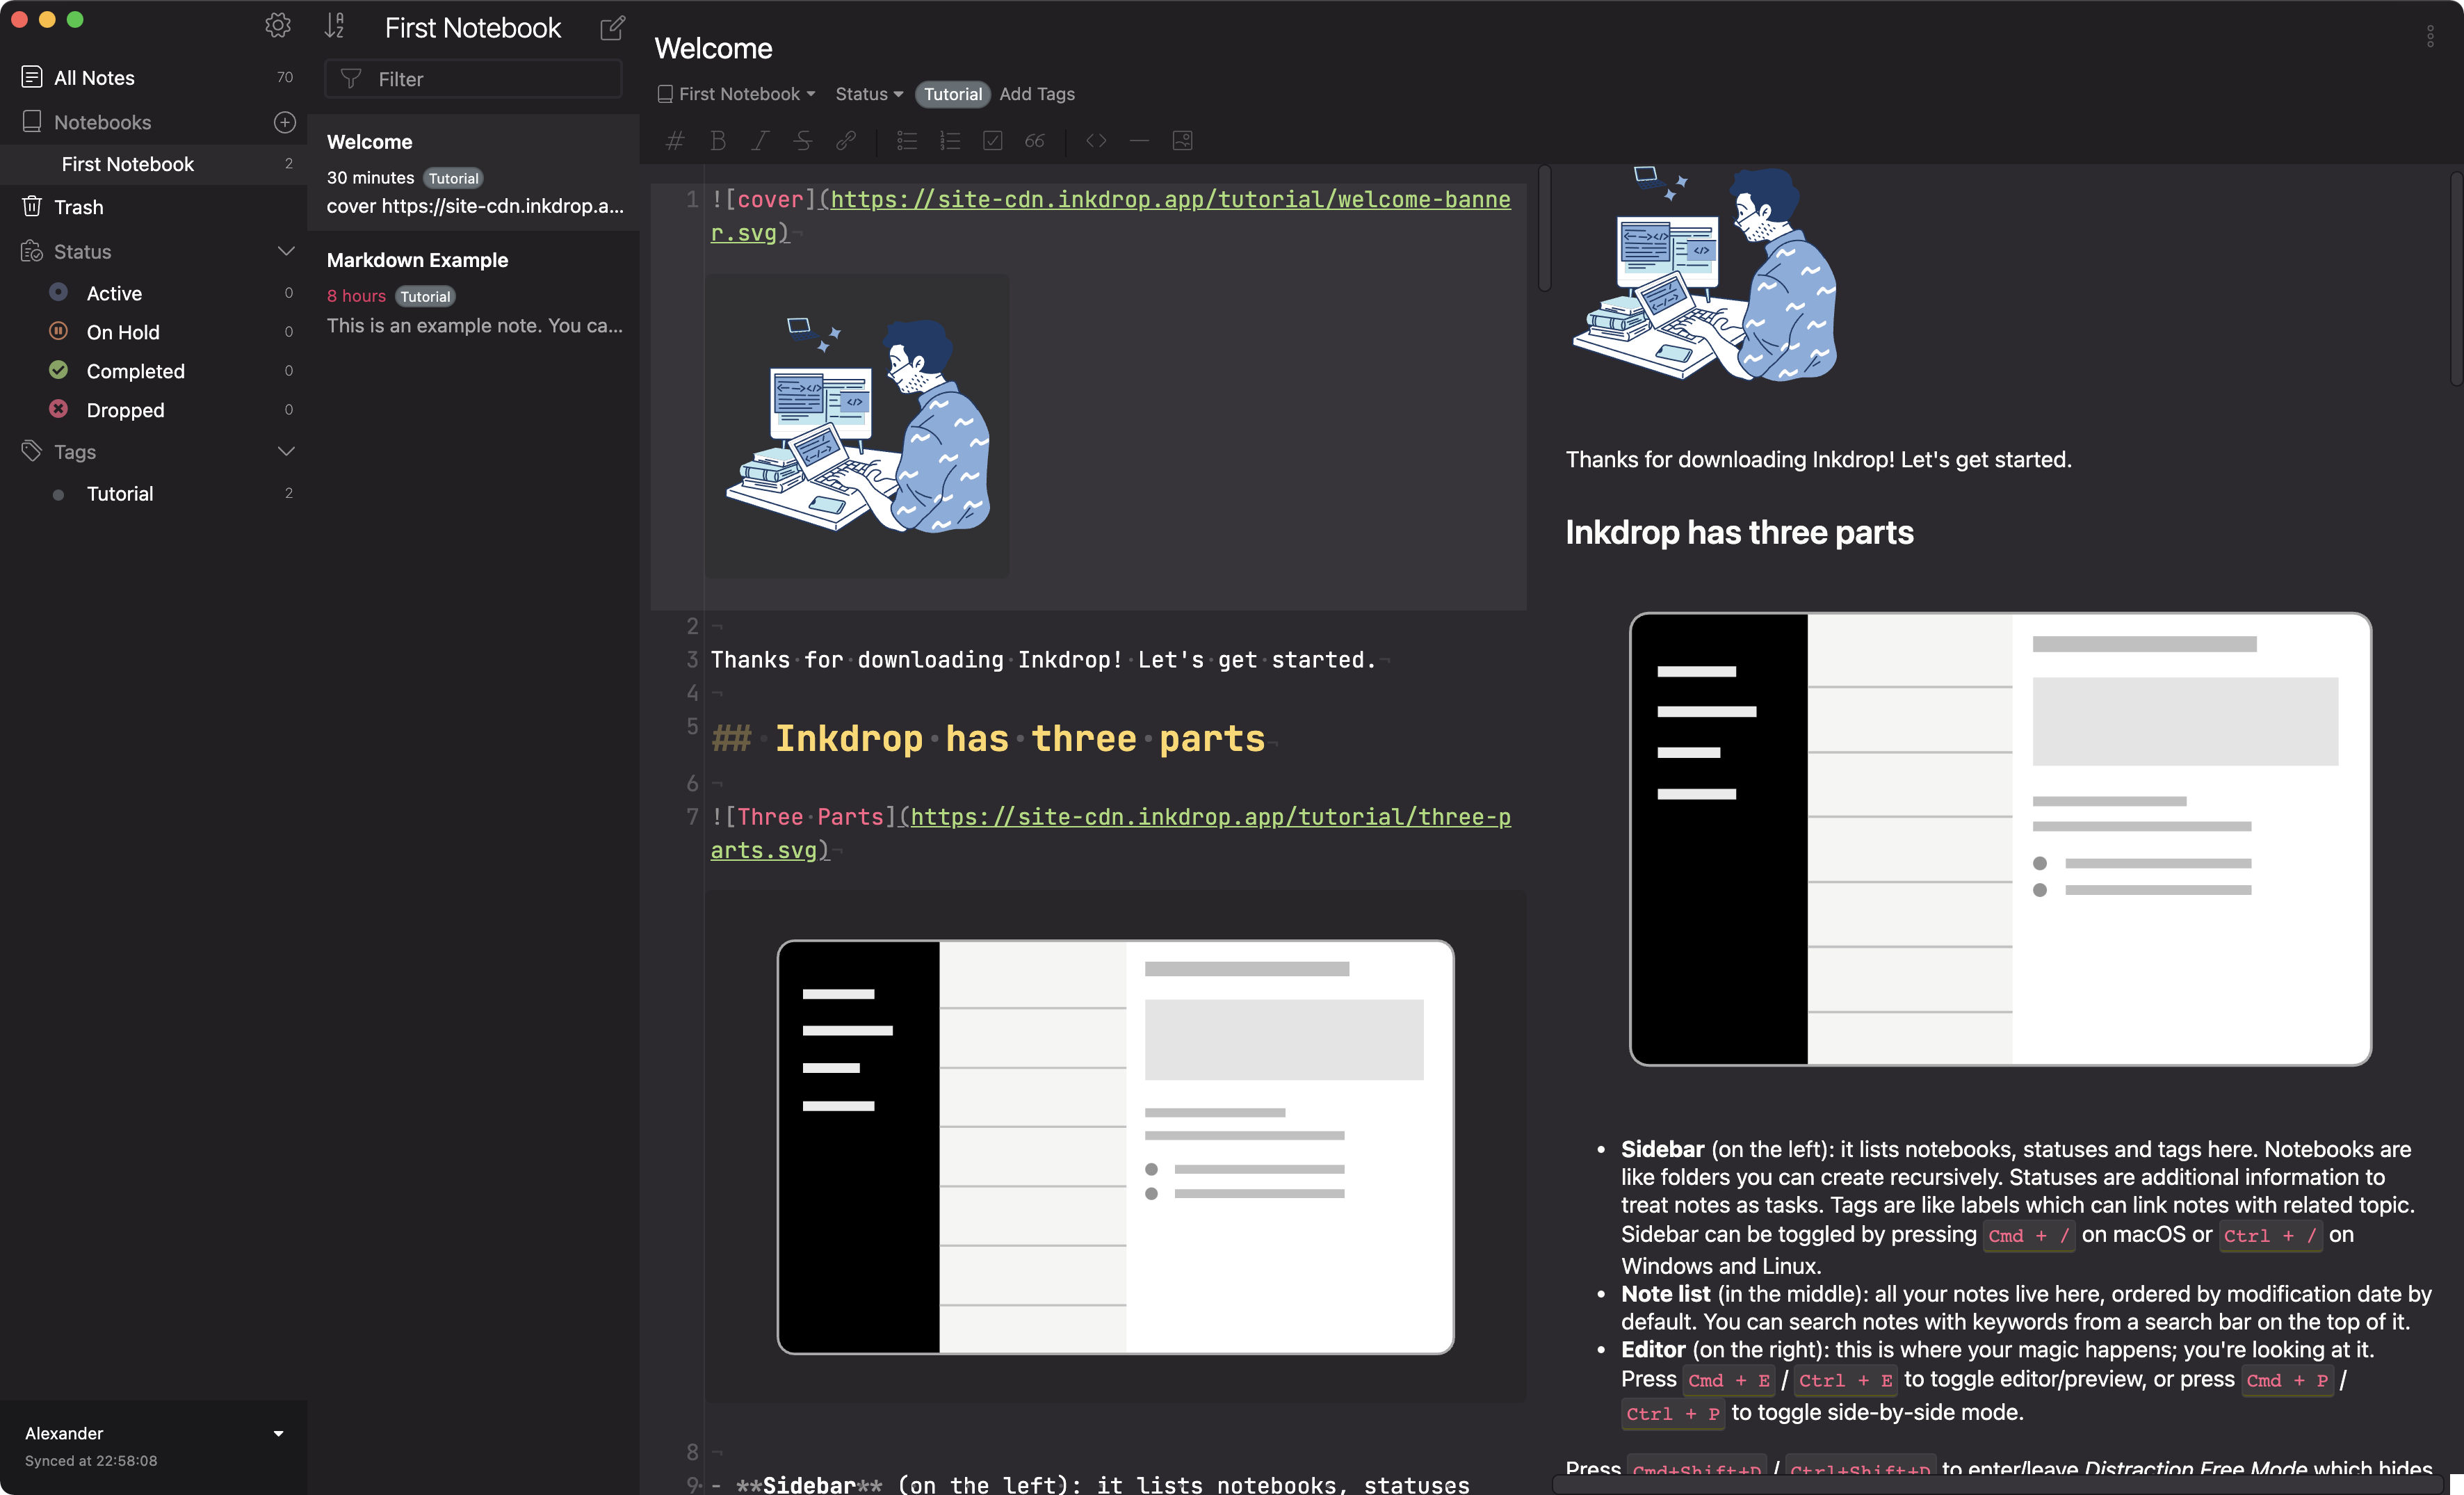 All Notes 70
Notebooks
First Notebook 2
Trash
Status
Active 0
On Hold 0
Completed 0
Dropped 0
Tags
Tutorial 2
Alexander
Synced at 22:58:08
First Notebook
Filter
Welcome
30 minutes Tutorial
cover https://site-cdn.inkdrop.a...
Markdown Example
8 hours Tutorial
This is an example note. You ca...
Welcome
First Notebook Status Tutorial Add Tags
1 ![cover](https://site-cdn.inkdrop.app/tutorial/welcome-banne
r.svg)
2
3 Thanks for downloading Inkdrop! Let's get started.
4
5 ## Inkdrop has three parts
6
7 ![Three Parts](https://site-cdn.inkdrop.app/tutorial/three-p
arts.svg)
8
9 - **Sidebar** (on the left): it lists notebooks, statuses
Thanks for downloading Inkdrop! Let's get started.
Inkdrop has three parts
• Sidebar (on the left): it lists notebooks, statuses and tags here. Notebooks are
like folders you can create recursively. Statuses are additional information to
treat notes as tasks. Tags are like labels which can link notes with related topic.
Sidebar can be toggled by pressing Cmd + / on macOS or Ctrl + / on
Windows and Linux.
• Note list (in the middle): all your notes live here, ordered by modification date by
default. You can search notes with keywords from a search bar on the top of it.
• Editor (on the right): this is where your magic happens; you're looking at it.
Press Cmd + E / Ctrl + E to toggle editor/preview, or press Cmd + P /
Ctrl + P to toggle side-by-side mode.
Press Cmd+Shift+D / Ctrl+Shift+D to enter/leave Distraction Free Mode which hides